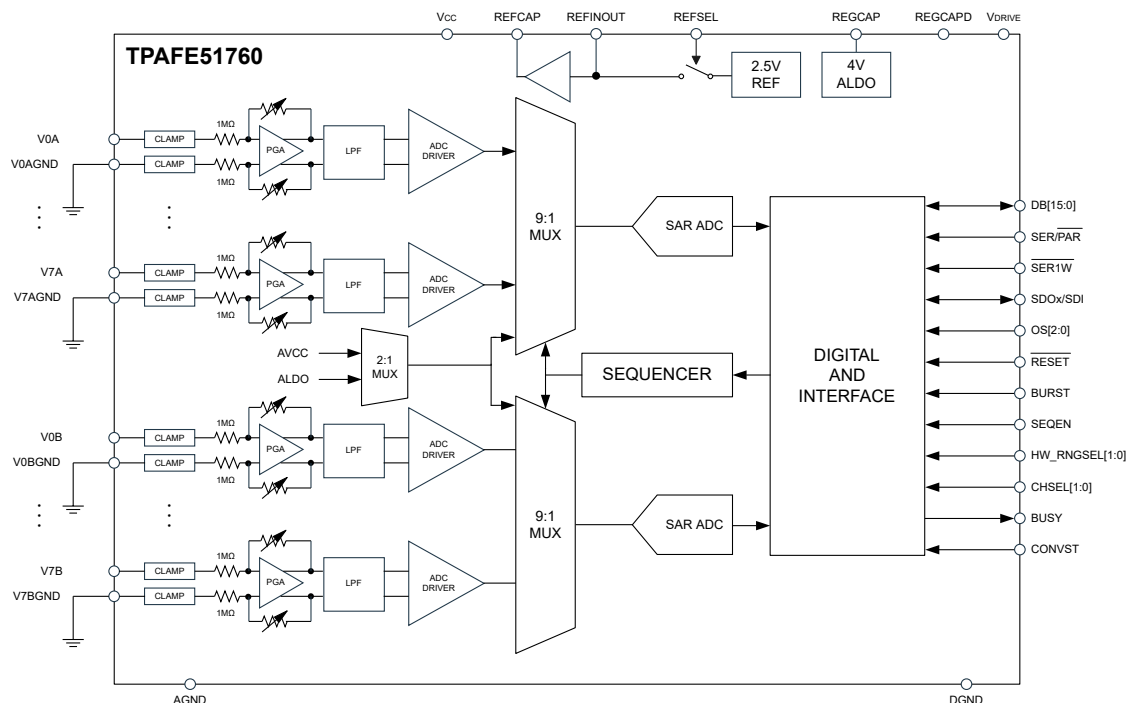 VCC REFCAP REFINOUT REFSEL REGCAP REGCAPD VDRIVE
TPAFE51760
2.5V
REF
4V
ALDO
V0A
CLAMP
1MΩ
V0AGND
CLAMP
1MΩ
PGA
LPF
ADC
DRIVER
V7A
CLAMP
1MΩ
V7AGND
CLAMP
1MΩ
PGA
LPF
ADC
DRIVER
9:1
MUX
SAR ADC
AVCC
ALDO
2:1
MUX
SEQUENCER
DIGITAL
AND
INTERFACE
V0B
CLAMP
1MΩ
V0BGND
CLAMP
1MΩ
PGA
LPF
ADC
DRIVER
V7B
CLAMP
1MΩ
V7BGND
CLAMP
1MΩ
PGA
LPF
ADC
DRIVER
9:1
MUX
SAR ADC
DB[15:0]
SER/PAR
SER1W
SDOx/SDI
OS[2:0]
RESET
BURST
SEQEN
HW_RNGSEL[1:0]
CHSEL[1:0]
BUSY
CONVST
AGND
DGND